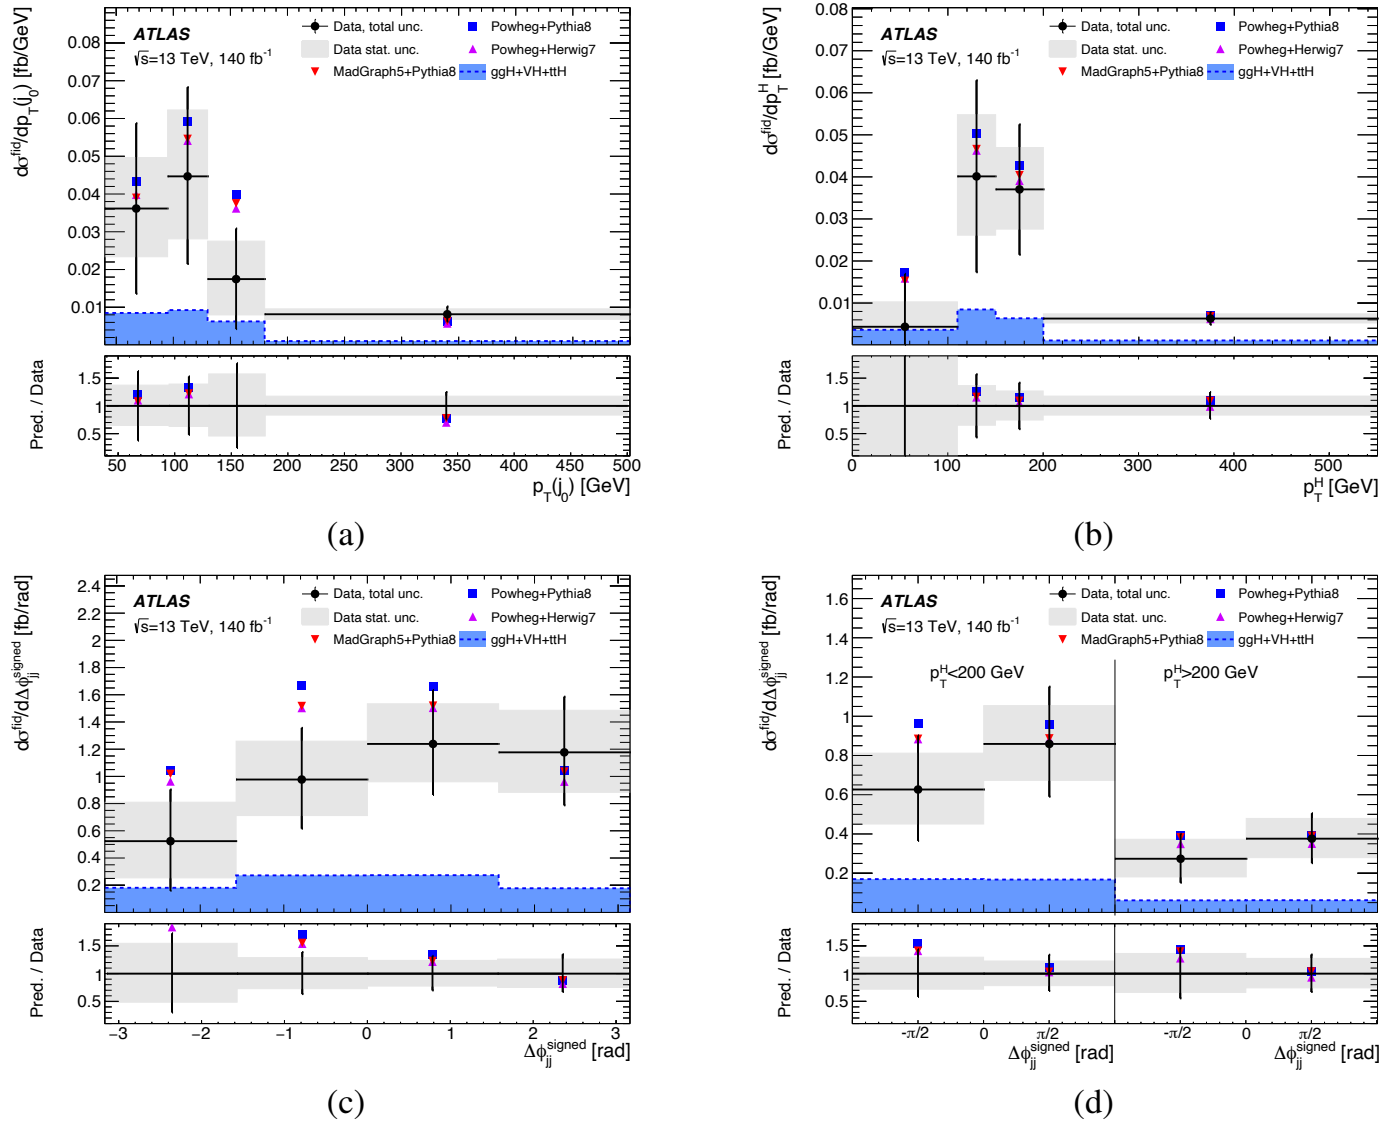 dσ^fid/dp_T(j_0) [fb/GeV]
ATLAS
√s=13 TeV, 140 fb⁻¹
Data, total unc.
Data stat. unc.
MadGraph5+Pythia8
Powheg+Pythia8
Powheg+Herwig7
ggH+VH+ttH
0.08
0.07
0.06
0.05
0.04
0.03
0.02
0.01
Pred. / Data
1.5
1
0.5
50 100 150 200 250 300 350 400 450 500
p_T(j_0) [GeV]
(a)
dσ^fid/dp_T^H [fb/GeV]
ATLAS
√s=13 TeV, 140 fb⁻¹
Data, total unc.
Data stat. unc.
MadGraph5+Pythia8
Powheg+Pythia8
Powheg+Herwig7
ggH+VH+ttH
0.08
0.07
0.06
0.05
0.04
0.03
0.02
0.01
Pred. / Data
1.5
1
0.5
0 100 200 300 400 500
p_T^H [GeV]
(b)
dσ^fid/dΔϕ_jj^signed [fb/rad]
ATLAS
√s=13 TeV, 140 fb⁻¹
Data, total unc.
Data stat. unc.
MadGraph5+Pythia8
Powheg+Pythia8
Powheg+Herwig7
ggH+VH+ttH
2.4
2.2
2
1.8
1.6
1.4
1.2
1
0.8
0.6
0.4
0.2
Pred. / Data
1.5
1
0.5
−3 −2 −1 0 1 2 3
Δϕ_jj^signed [rad]
(c)
dσ^fid/dΔϕ_jj^signed [fb/rad]
ATLAS
√s=13 TeV, 140 fb⁻¹
Data, total unc.
Data stat. unc.
MadGraph5+Pythia8
Powheg+Pythia8
Powheg+Herwig7
ggH+VH+ttH
p_T^H<200 GeV
p_T^H>200 GeV
1.6
1.4
1.2
1
0.8
0.6
0.4
0.2
Pred. / Data
1.5
1
0.5
-π/2 0 π/2 -π/2 0 π/2
Δϕ_jj^signed [rad] Δϕ_jj^signed [rad]
(d)